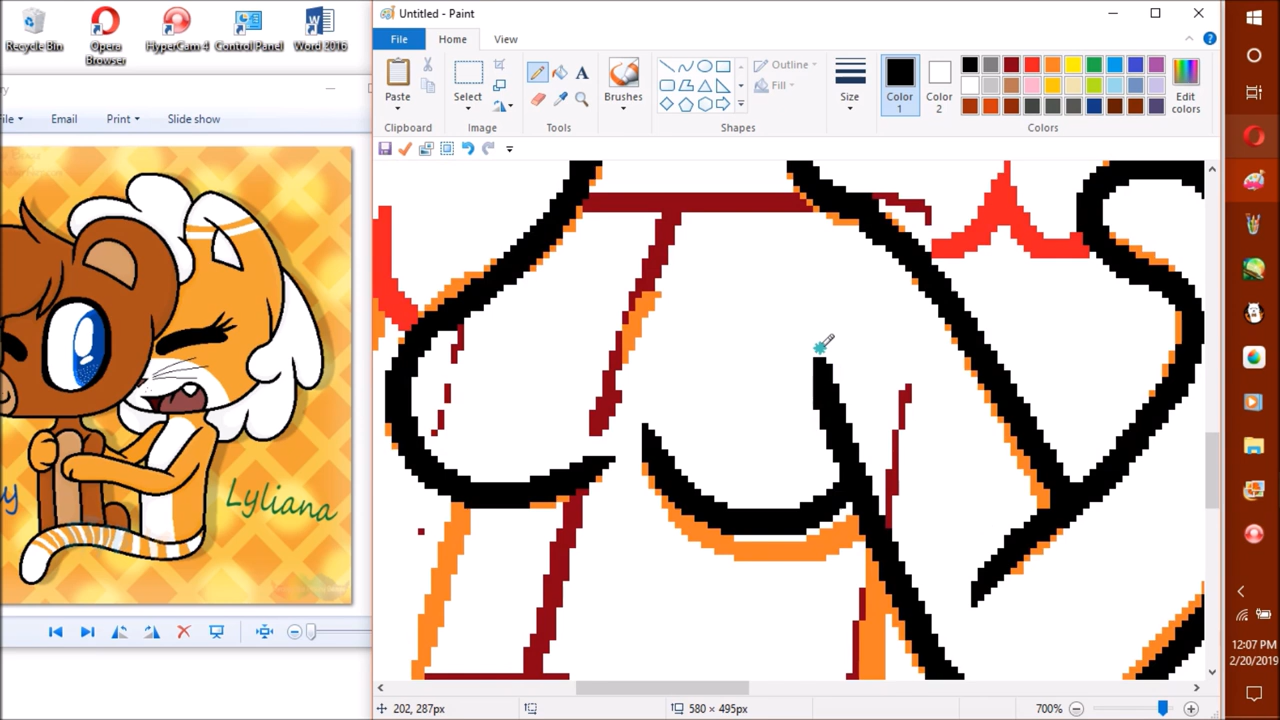 Recycle Bin
Opera Browser
HyperCam 4
Control Panel
Word 2016
Untitled - Paint
File
Home
View
Paste
Select
Brushes
Outline
Fill
Size
Color 1
Color 2
Edit colors
Clipboard
Image
Tools
Shapes
Colors
Email
Print
Slide show
Lyliana
202, 287px
580 × 495px
700%
12:07 PM
2/20/2019